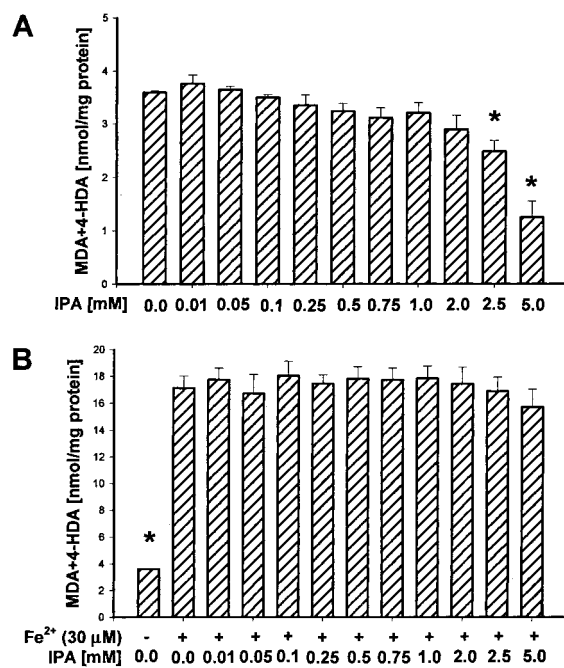 A
MDA+4-HDA [nmol/mg protein]
5
4
3
2
1
0
*
*
IPA [mM] 0.0 0.01 0.05 0.1 0.25 0.5 0.75 1.0 2.0 2.5 5.0
B
MDA+4-HDA [nmol/mg protein]
20
18
16
14
12
10
8
6
4
2
0
*
Fe²⁺ (30 µM) - + + + + + + + + + + +
IPA [mM] 0.0 0.0 0.01 0.05 0.1 0.25 0.5 0.75 1.0 2.0 2.5 5.0